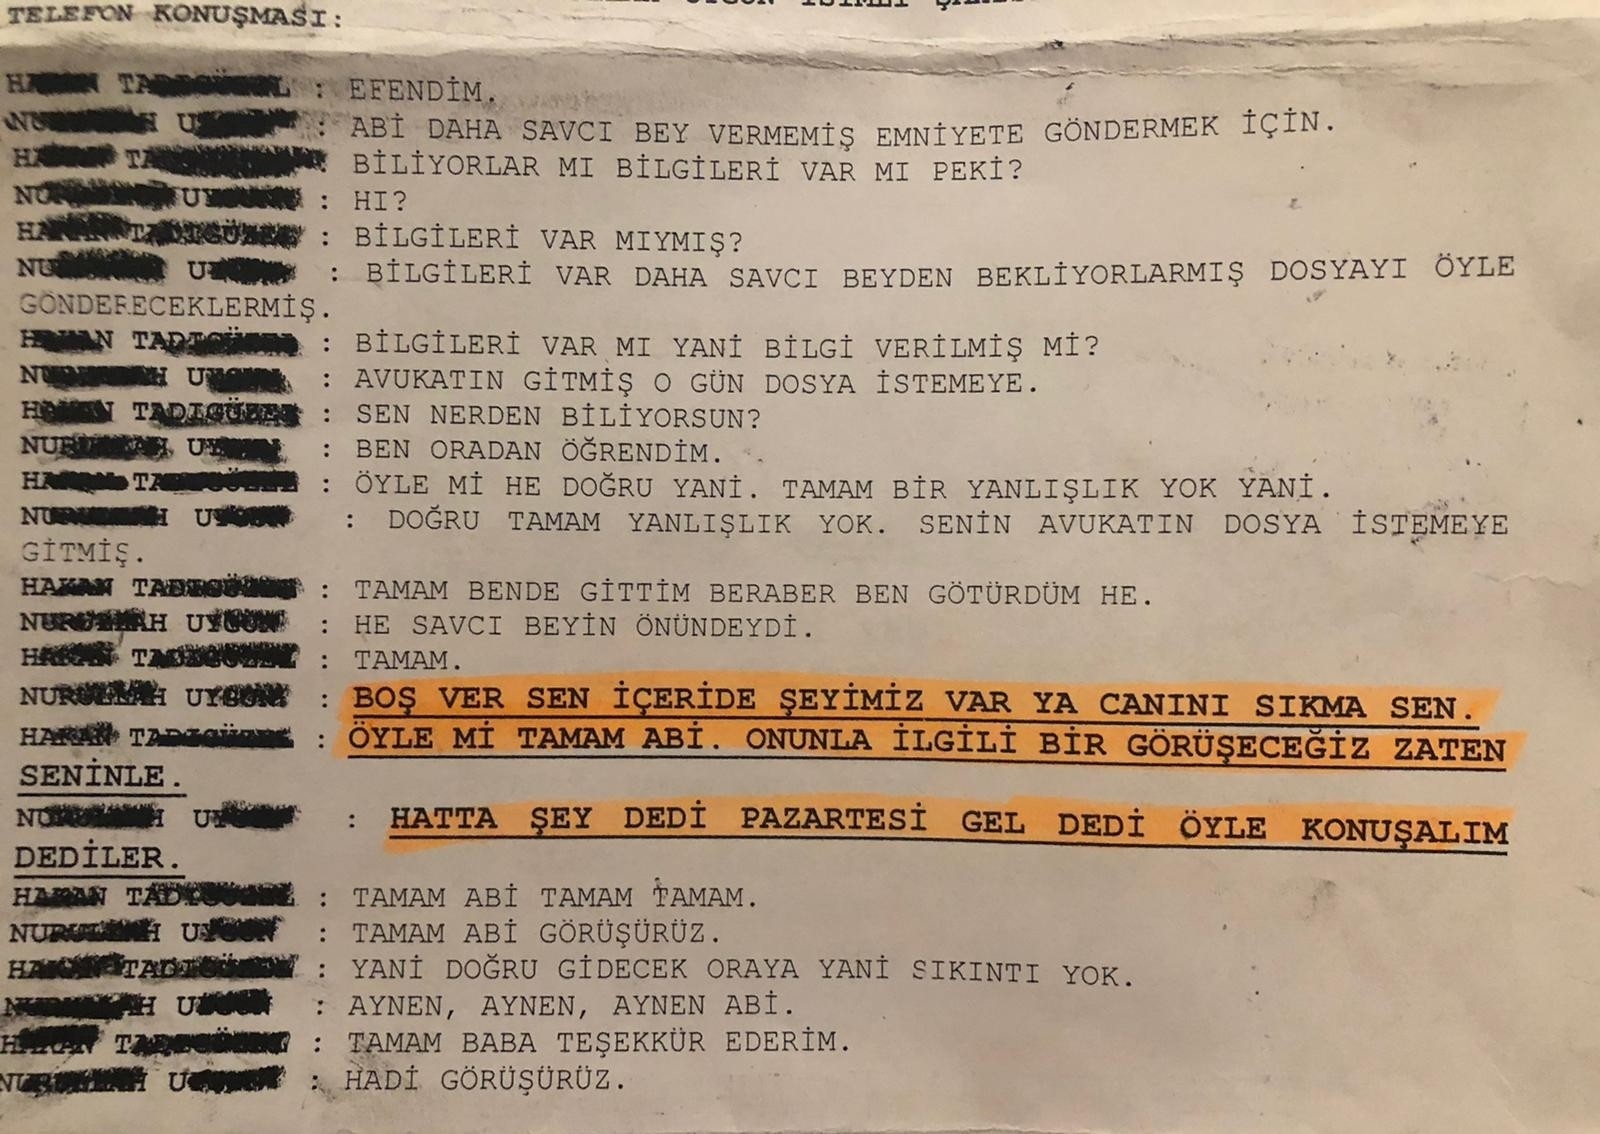 TELEFON KONUŞMASI:
: EFENDİM.
: ABİ DAHA SAVCI BEY VERMEMİŞ EMNİYETE GÖNDERMEK İÇİN.
: BİLİYORLAR MI BİLGİLERİ VAR MI PEKİ?
: HI?
: BİLGİLERİ VAR MIYMIŞ?
: BİLGİLERİ VAR DAHA SAVCI BEYDEN BEKLİYORLARMIŞ DOSYAYI ÖYLE
GÖNDERECEKLERMİŞ.
: BİLGİLERİ VAR MI YANİ BİLGİ VERİLMİŞ Mİ?
: AVUKATIN GİTMİŞ O GÜN DOSYA İSTEMEYE.
: SEN NERDEN BİLİYORSUN?
: BEN ORADAN ÖĞRENDİM.
: ÖYLE Mİ HE DOĞRU YANİ. TAMAM BİR YANLIŞLIK YOK YANİ.
: DOĞRU TAMAM YANLIŞLIK YOK. SENİN AVUKATIN DOSYA İSTEMEYE
GİTMİŞ.
: TAMAM BENDE GİTTİM BERABER BEN GÖTÜRDÜM HE.
: HE SAVCI BEYİN ÖNÜNDEYDİ.
: TAMAM.
: BOŞ VER SEN İÇERİDE ŞEYİMİZ VAR YA CANINI SIKMA SEN.
: ÖYLE Mİ TAMAM ABİ. ONUNLA İLGİLİ BİR GÖRÜŞECEĞİZ ZATEN
SENİNLE.
: HATTA ŞEY DEDİ PAZARTESİ GEL DEDİ ÖYLE KONUŞALIM
DEDİLER.
: TAMAM ABİ TAMAM TAMAM.
: TAMAM ABİ GÖRÜŞÜRÜZ.
: YANİ DOĞRU GİDECEK ORAYA YANİ SIKINTI YOK.
: AYNEN, AYNEN, AYNEN ABİ.
: TAMAM BABA TEŞEKKÜR EDERİM.
: HADİ GÖRÜŞÜRÜZ.